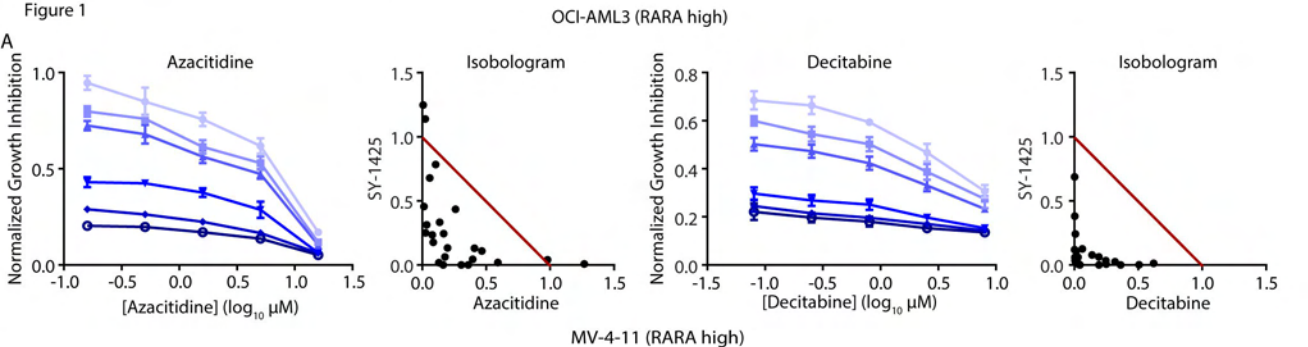 Figure 1
OCI-AML3 (RARA high)
A
Azacitidine
Normalized Growth Inhibition
1.0
0.5
0.0
-1.0 -0.5 0.0 0.5 1.0 1.5
[Azacitidine] (log10 μM)
Isobologram
SY-1425
1.5
1.0
0.5
0.0
0.0 0.5 1.0 1.5
Azacitidine
Decitabine
Normalized Growth Inhibition
0.8
0.6
0.4
0.2
0.0
-1.5 -1.0 -0.5 0.0 0.5 1.0
[Decitabine] (log10 μM)
Isobologram
SY-1425
1.5
1.0
0.5
0.0
0.0 0.5 1.0 1.5
Decitabine
MV-4-11 (RARA high)